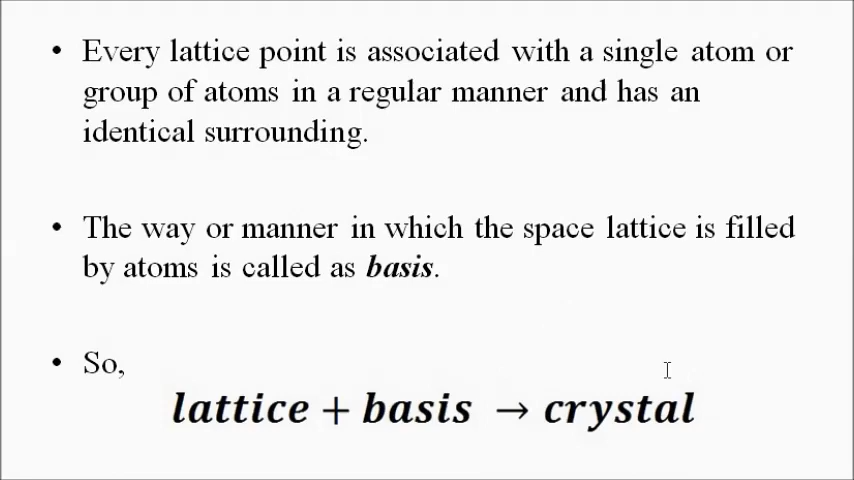 • Every lattice point is associated with a single atom or
group of atoms in a regular manner and has an
identical surrounding.
• The way or manner in which the space lattice is filled
by atoms is called as basis.
• So,
lattice + basis → crystal